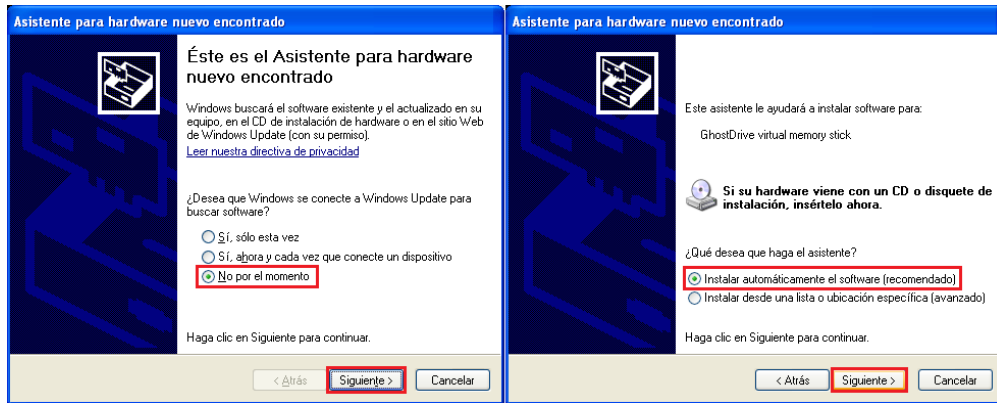 Asistente para hardware nuevo encontrado
Éste es el Asistente para hardware
nuevo encontrado
Windows buscará el software existente y el actualizado en su
equipo, en el CD de instalación de hardware o en el sitio Web
de Windows Update (con su permiso).
Leer nuestra directiva de privacidad
¿Desea que Windows se conecte a Windows Update para
buscar software?
Sí, sólo esta vez
Sí, ahora y cada vez que conecte un dispositivo
No por el momento
Haga clic en Siguiente para continuar.
< Atrás
Siguiente >
Cancelar
Asistente para hardware nuevo encontrado
Este asistente le ayudará a instalar software para:
GhostDrive virtual memory stick
Si su hardware viene con un CD o disquete de
instalación, insértelo ahora.
¿Qué desea que haga el asistente?
Instalar automáticamente el software (recomendado)
Instalar desde una lista o ubicación específica (avanzado)
Haga clic en Siguiente para continuar.
< Atrás
Siguiente >
Cancelar